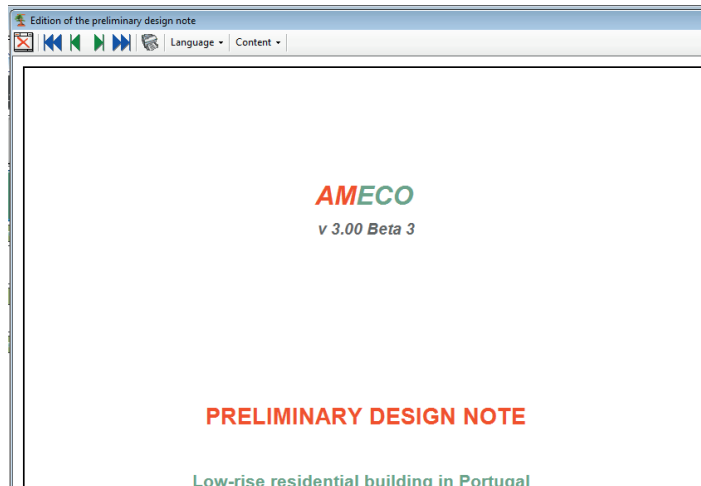 Edition of the preliminary design note
Language Content
AMECO
v 3.00 Beta 3
PRELIMINARY DESIGN NOTE
Low-rise residential building in Portugal